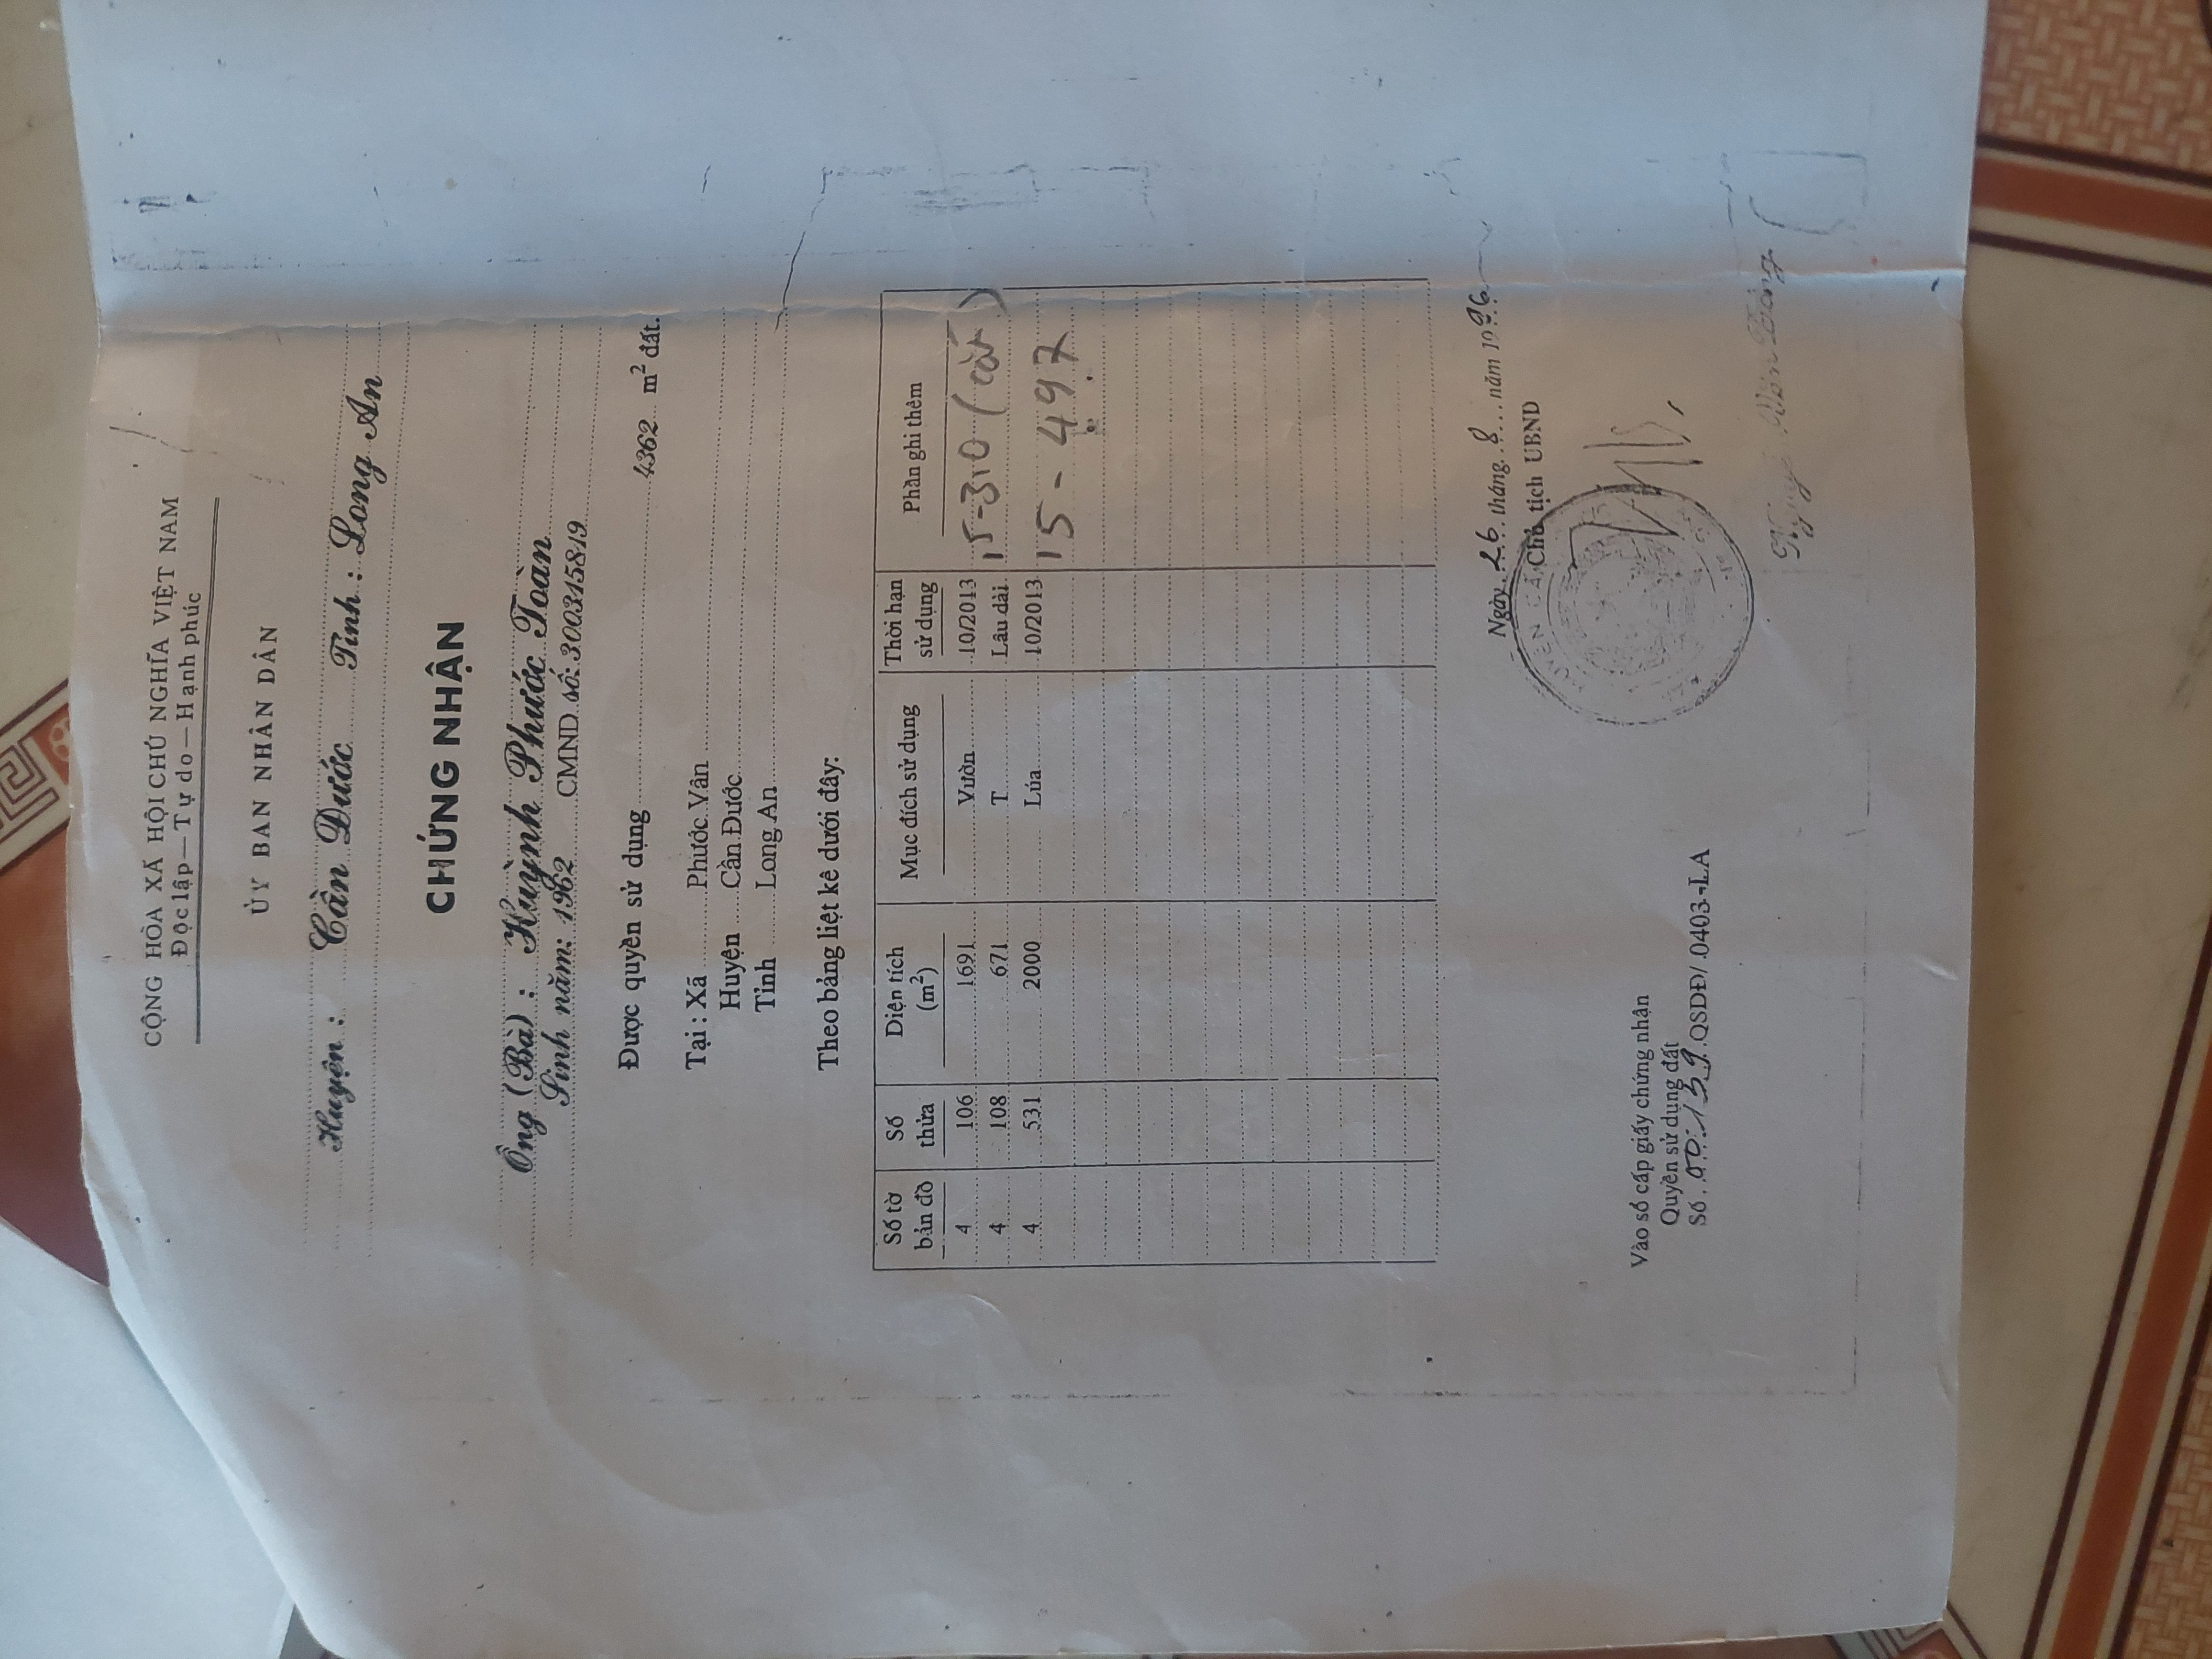 CỘNG HÒA XÃ HỘI CHỦ NGHĨA VIỆT NAM
Độc lập — Tự do — Hạnh phúc
ỦY BAN NHÂN DÂN
Huyện : Cần Đước Tỉnh : Long An
CHỨNG NHẬN
Ông (Bà) : Huỳnh Phước Toàn
Sinh năm: 1962 CMND số: 300315819
Được quyền sử dụng 4362 m² đất.
Tại : Xã Phước Vân
Huyện Cần Đước
Tỉnh Long An
Theo bảng liệt kê dưới đây:
Số tờ bản đồ Số thửa Diện tích (m²) Mục đích sử dụng Thời hạn sử dụng Phần ghi thêm
4 106 1691 Vườn 10/2013 15-310 (
4 108 671 T Lâu dài
4 531 2000 Lúa 10/2013 15 - 497
Ngày 26 tháng 8 năm 1996
Chủ tịch UBND
Vào sổ cấp giấy chứng nhận
Quyền sử dụng đất
Số QSDĐ/ 0403-LA